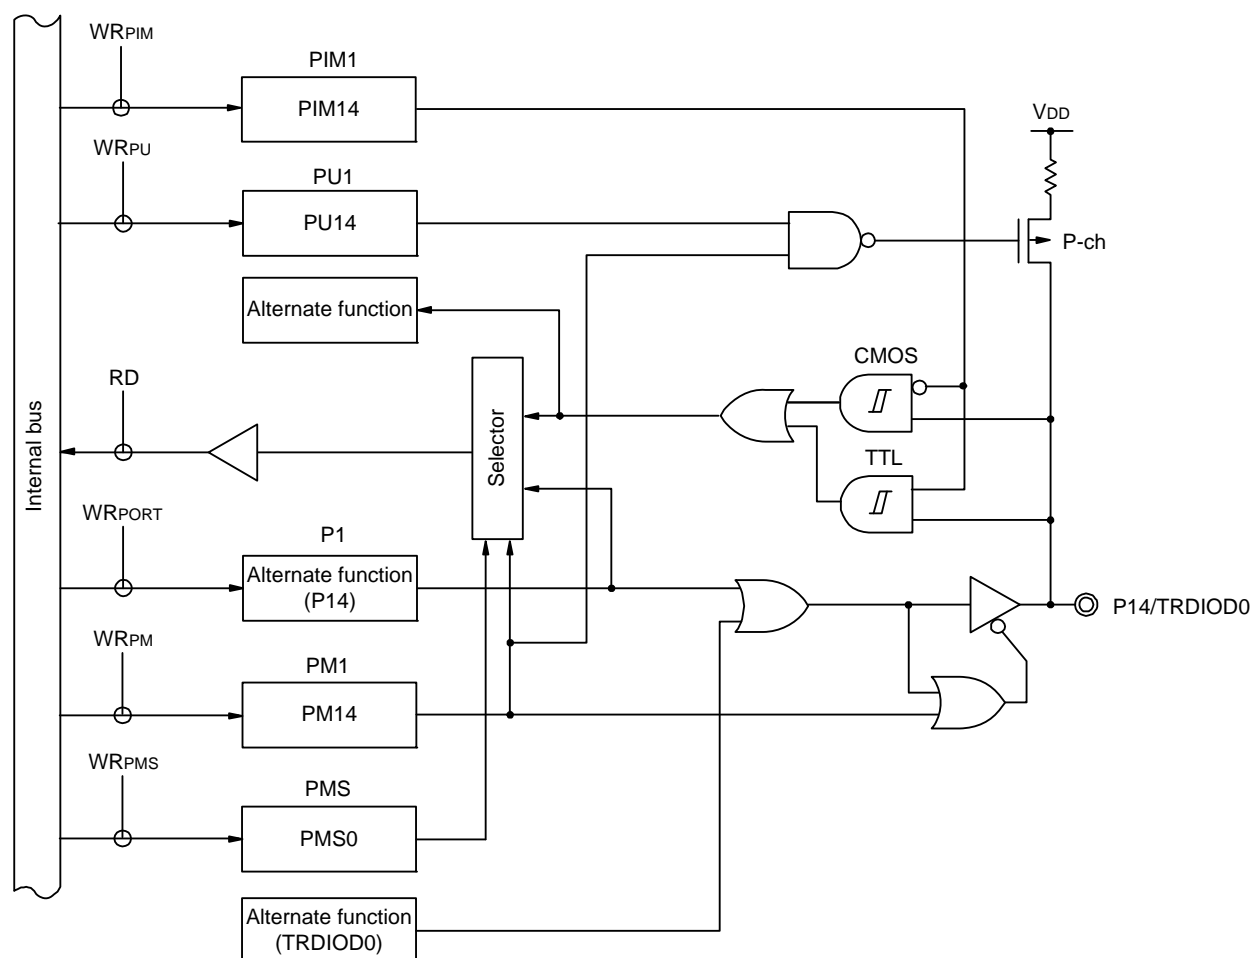 WRPIM
PIM1
PIM14
VDD
WRPU
PU1
PU14
P-ch
Alternate function
CMOS
RD
Selector
Internal bus
TTL
WRPORT
P1
Alternate function
(P14)
P14/TRDIOD0
WRPM
PM1
PM14
WRPMS
PMS
PMS0
Alternate function
(TRDIOD0)